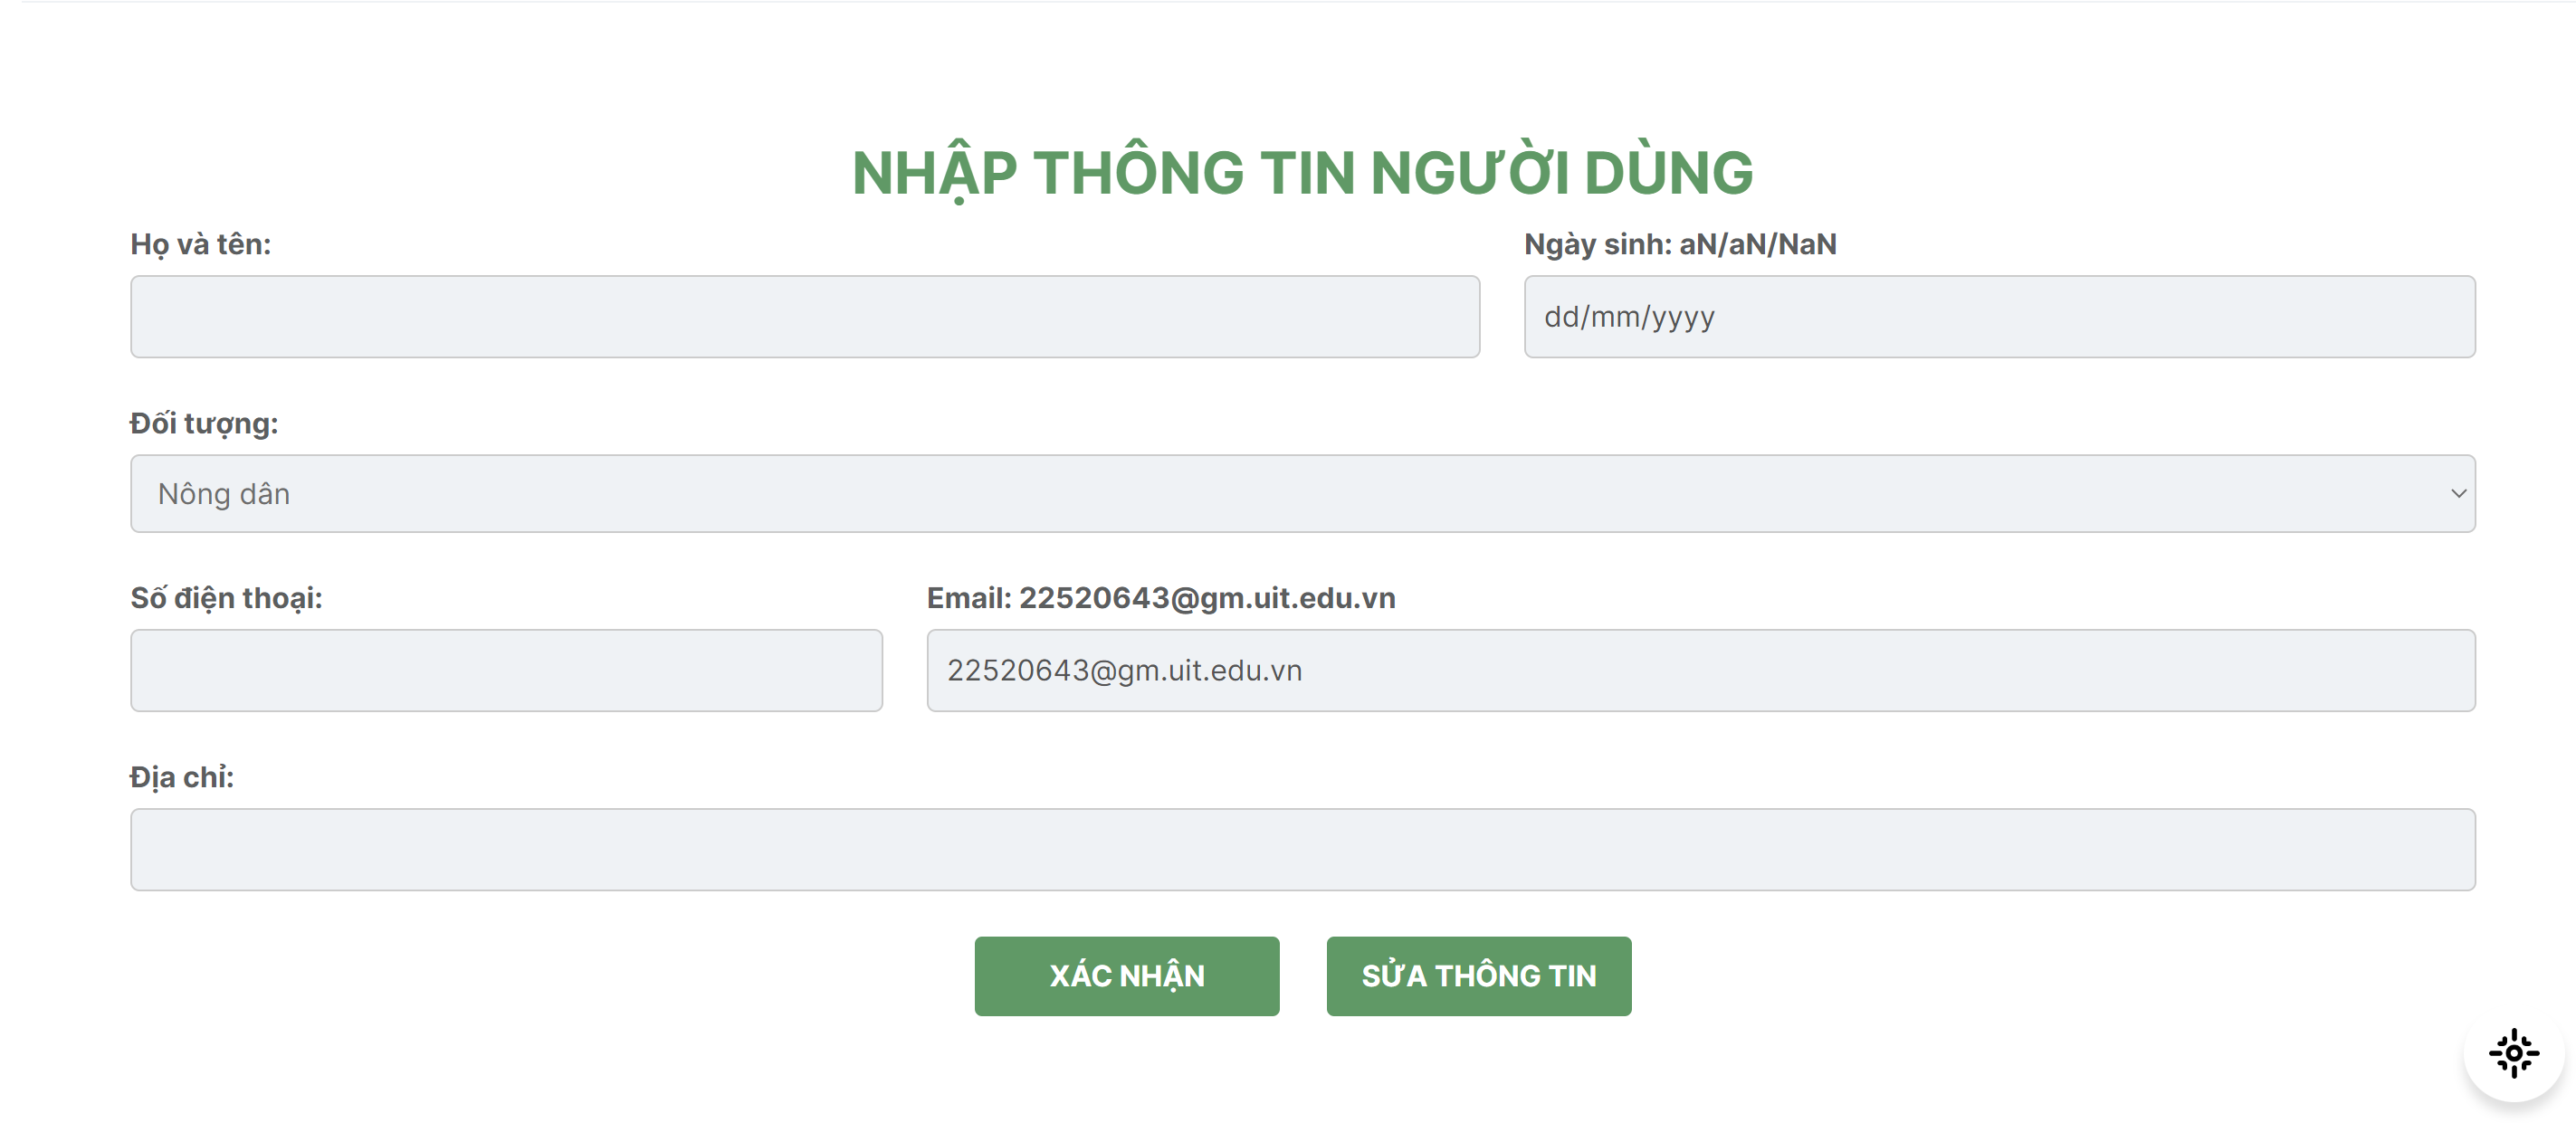 NHẬP THÔNG TIN NGƯỜI DÙNG
Họ và tên:
Ngày sinh: aN/aN/NaN
dd/mm/yyyy
Đối tượng:
Nông dân
Số điện thoại:
Email: 22520643@gm.uit.edu.vn
22520643@gm.uit.edu.vn
Địa chỉ:
XÁC NHẬN
SỬA THÔNG TIN